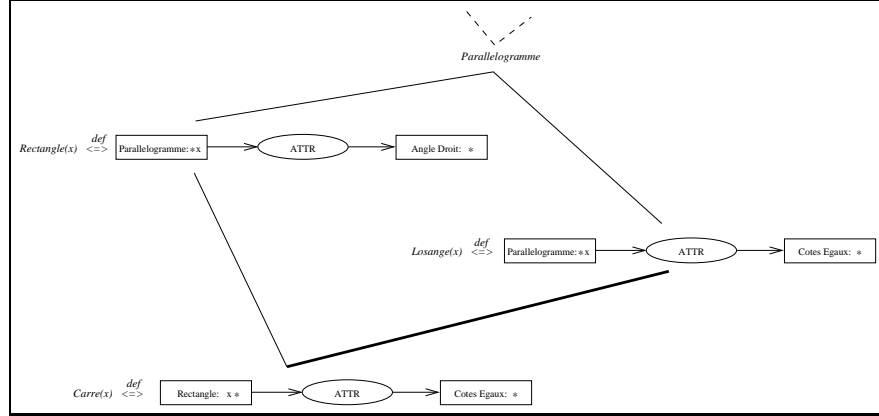 Parallelogramme
def
Rectangle(x) <=> Parallelogramme: *x ATTR Angle Droit: *
def
Losange(x) <=> Parallelogramme: *x ATTR Cotes Egaux: *
def
Carre(x) <=> Rectangle: x * ATTR Cotes Egaux: *